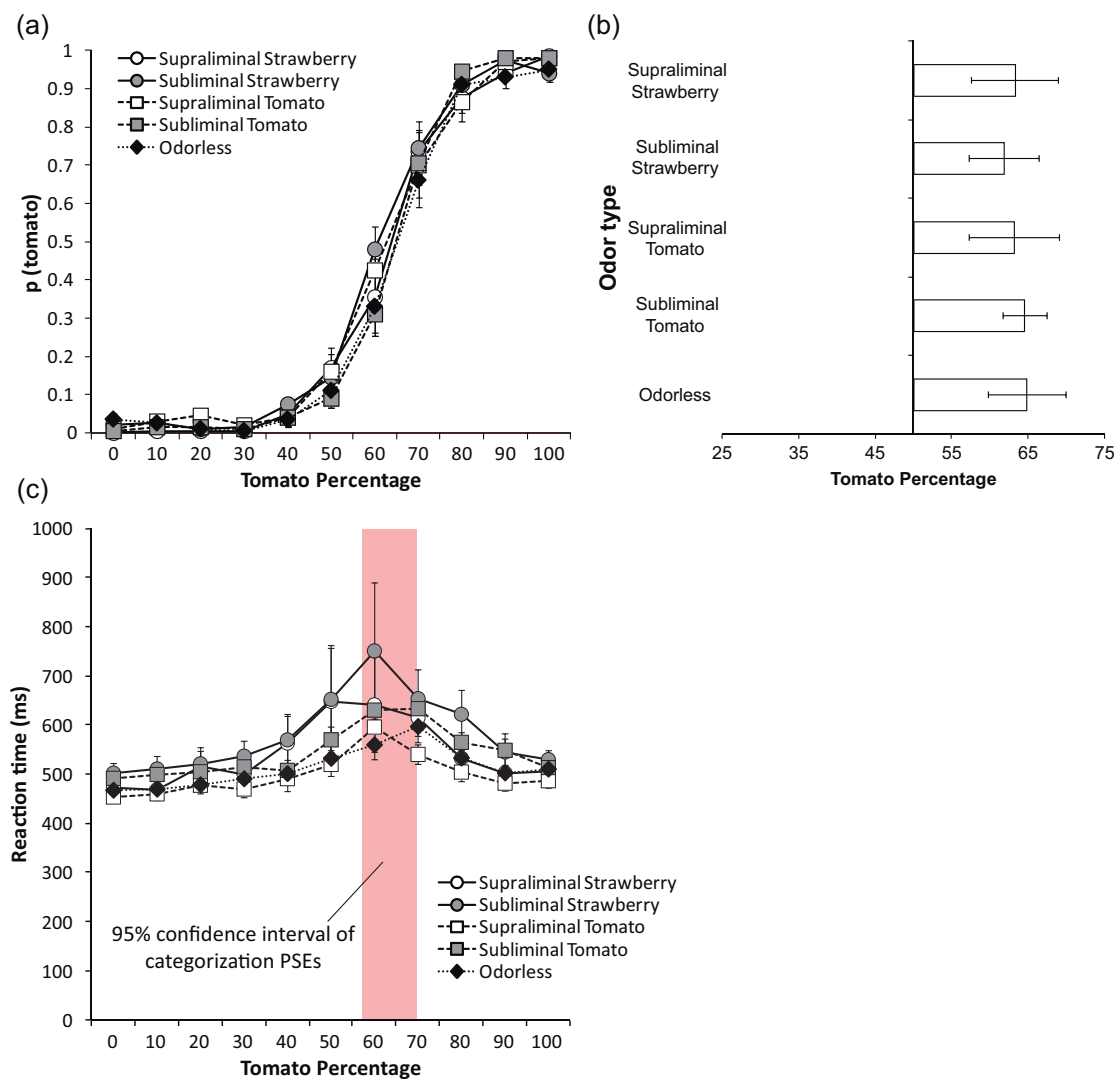 (a)
Supraliminal Strawberry
Subliminal Strawberry
Supraliminal Tomato
Subliminal Tomato
Odorless
p (tomato)
1
0.9
0.8
0.7
0.6
0.5
0.4
0.3
0.2
0.1
0
0 10 20 30 40 50 60 70 80 90 100
Tomato Percentage
(b)
Odor type
Supraliminal
Strawberry
Subliminal
Strawberry
Supraliminal
Tomato
Subliminal
Tomato
Odorless
25 35 45 55 65 75
Tomato Percentage
(c)
Reaction time (ms)
1000
900
800
700
600
500
400
300
200
100
0
95% confidence interval of
categorization PSEs
Supraliminal Strawberry
Subliminal Strawberry
Supraliminal Tomato
Subliminal Tomato
Odorless
0 10 20 30 40 50 60 70 80 90 100
Tomato Percentage